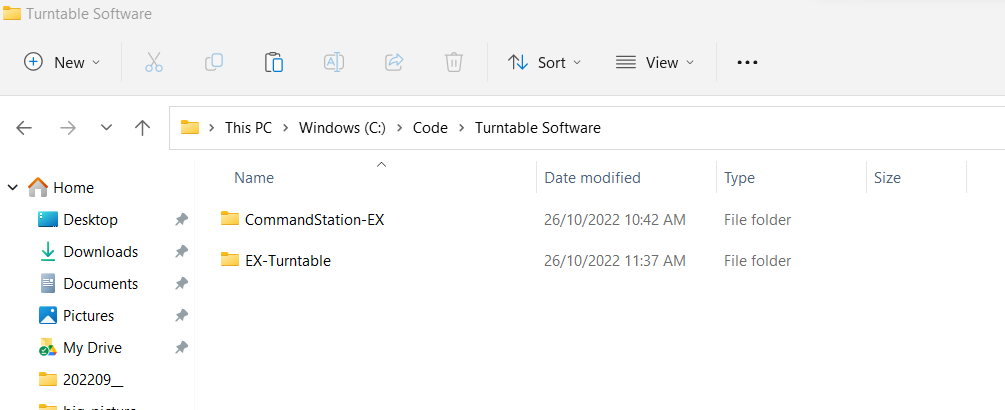 Turntable Software
New Sort View
This PC Windows (C:) Code Turntable Software
Name Date modified Type Size
Home
Desktop
Downloads
Documents
Pictures
My Drive
202209__
CommandStation-EX 26/10/2022 10:42 AM File folder
EX-Turntable 26/10/2022 11:37 AM File folder